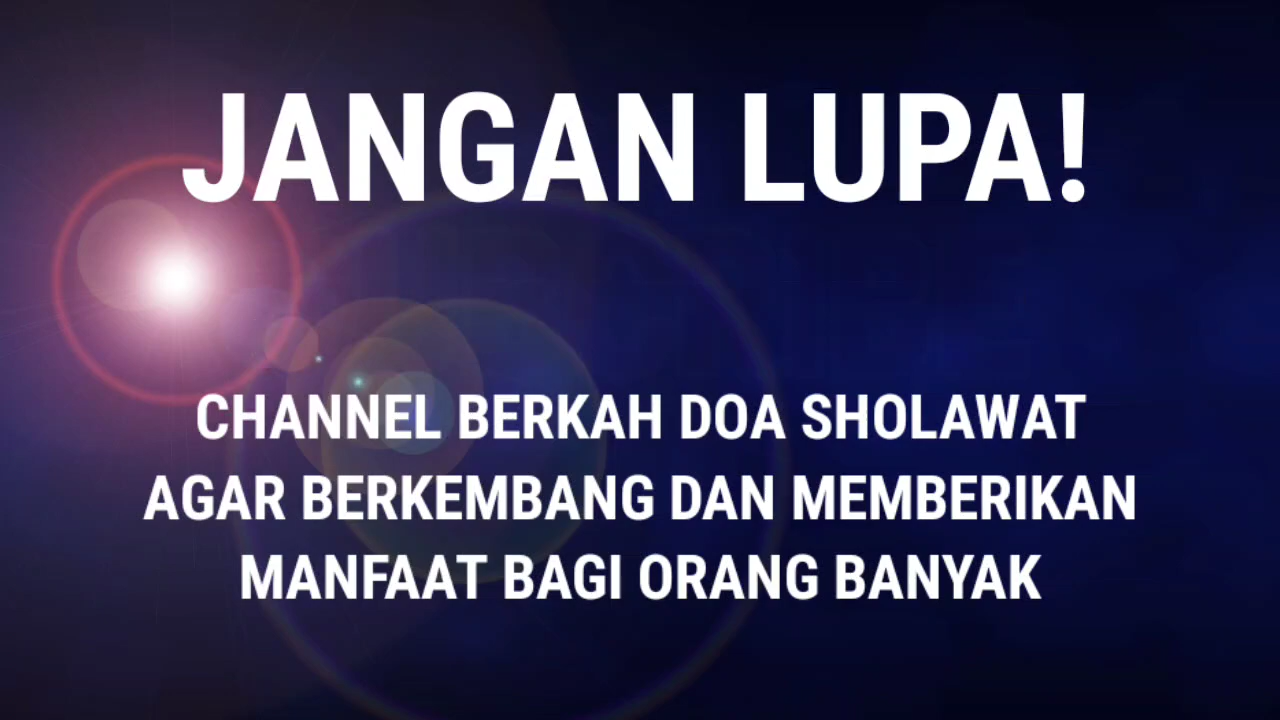 JANGAN LUPA!
CHANNEL BERKAH DOA SHOLAWAT
AGAR BERKEMBANG DAN MEMBERIKAN
MANFAAT BAGI ORANG BANYAK